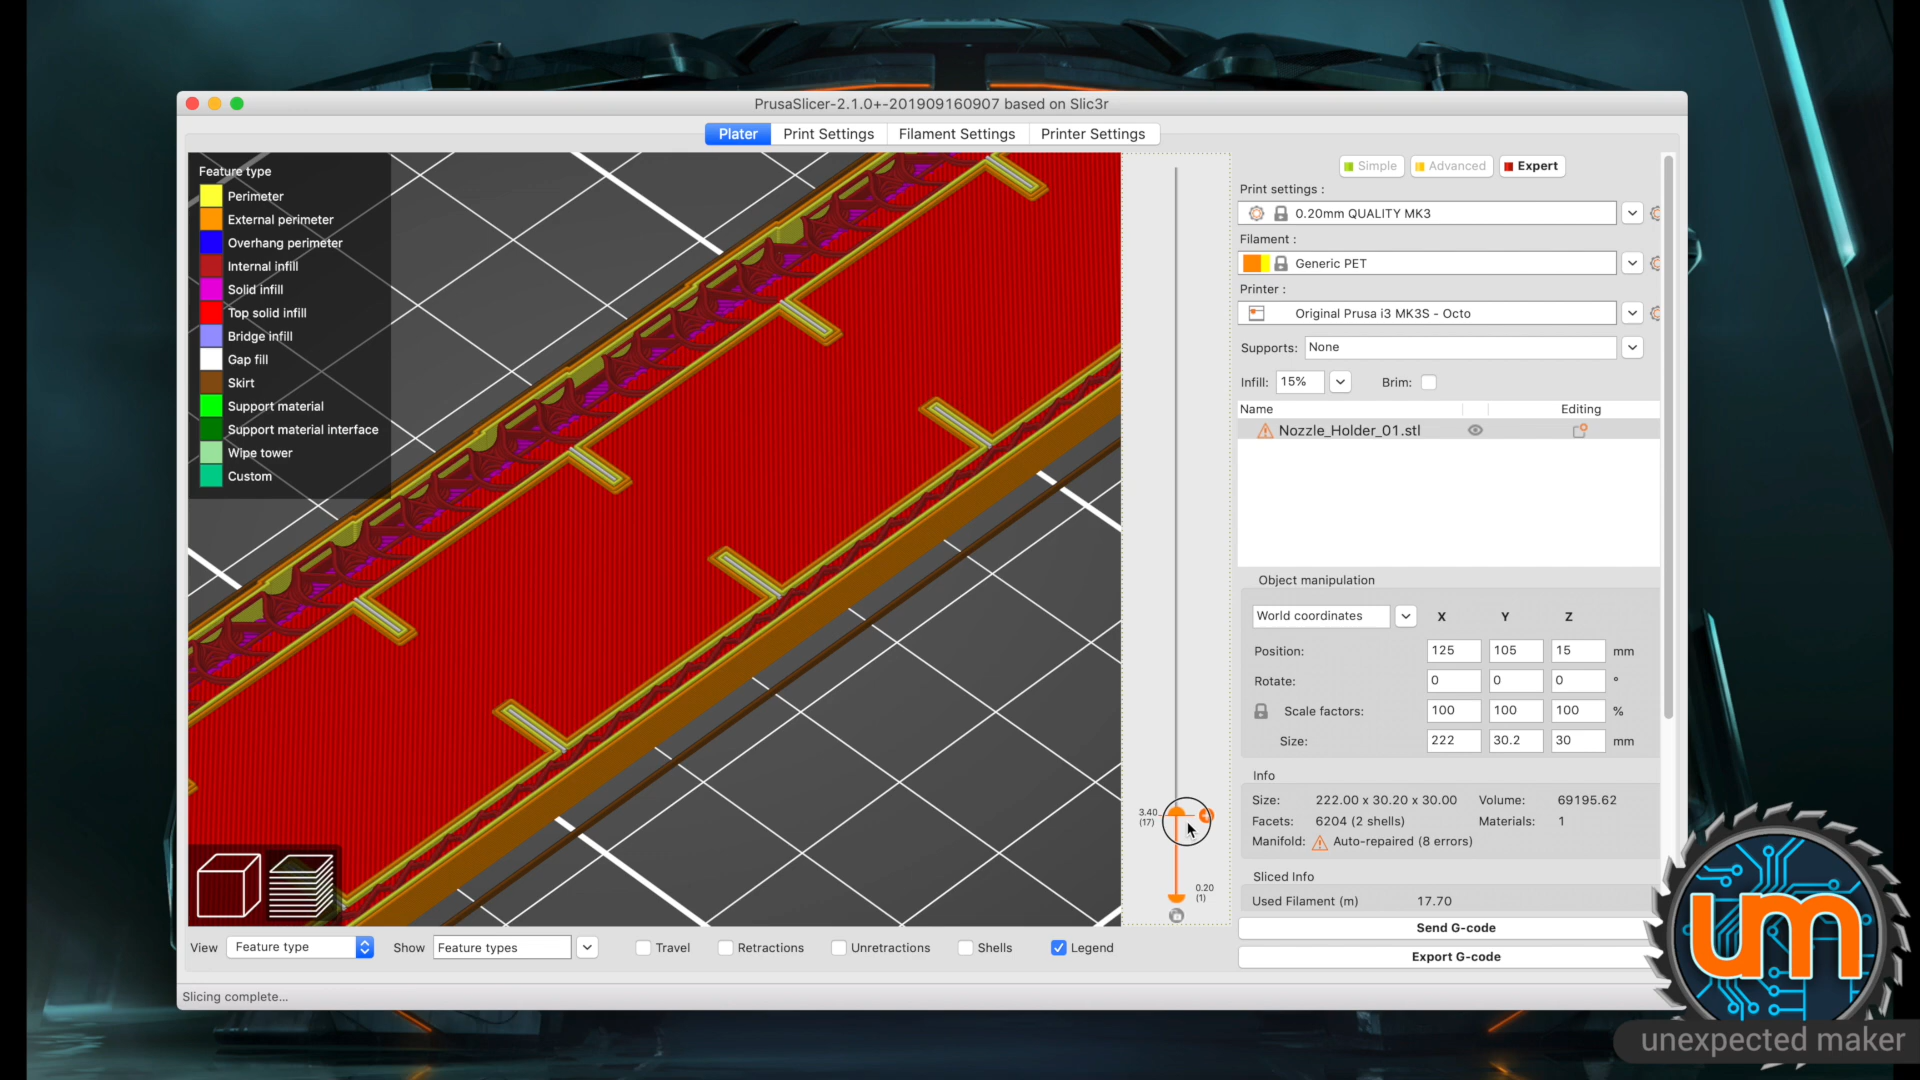 PrusaSlicer-2.1.0+-201909160907 based on Slic3r
Plater Print Settings Filament Settings Printer Settings
Feature type
Perimeter
External perimeter
Overhang perimeter
Internal infill
Solid infill
Top solid infill
Bridge infill
Gap fill
Skirt
Support material
Support material interface
Wipe tower
Custom
3.40
(17)
0.20
(1)
Simple Advanced Expert
Print settings :
0.20mm QUALITY MK3
Filament :
Generic PET
Printer :
Original Prusa i3 MK3S - Octo
Supports: None
Infill: 15% Brim:
Name Editing
Nozzle_Holder_01.stl
Object manipulation
World coordinates X Y Z
Position: 125 105 15 mm
Rotate: 0 0 0 °
Scale factors: 100 100 100 %
Size: 222 30.2 30 mm
Info
Size: 222.00 x 30.20 x 30.00 Volume: 69195.62
Facets: 6204 (2 shells) Materials: 1
Manifold: Auto-repaired (8 errors)
Sliced Info
Used Filament (m) 17.70
Send G-code
Export G-code
View Feature type Show Feature types Travel Retractions Unretractions Shells Legend
Slicing complete...
um
unexpected maker